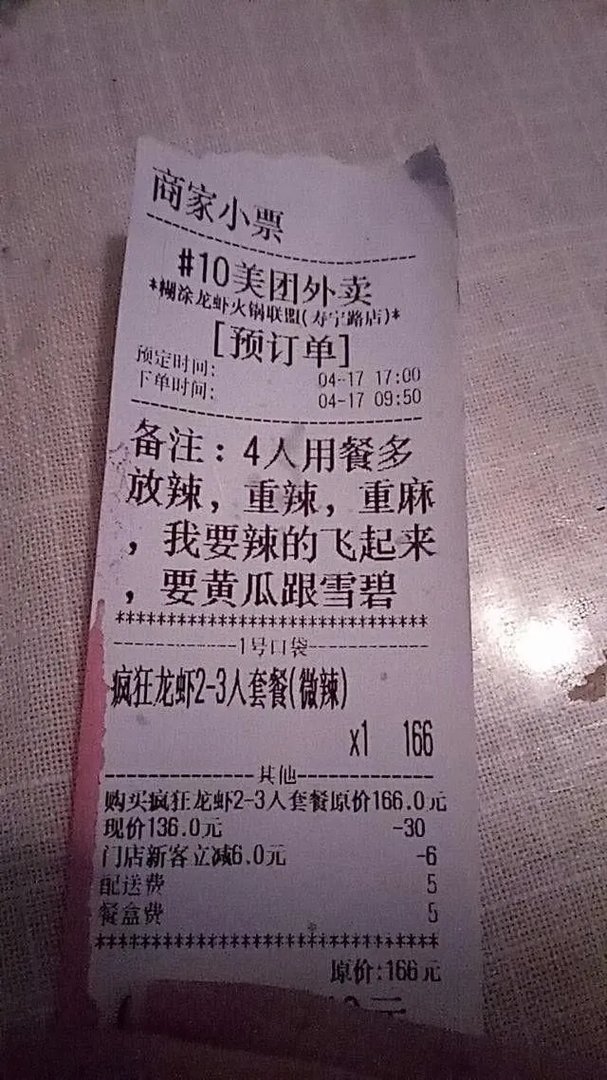 商家小票
#10美团外卖
*糊涂龙虾火锅联盟(寿宁路店)*
[预订单]
预定时间: 04-17 17:00
下单时间: 04-17 09:50
备注：4人用餐多
放辣，重辣，重麻
，我要辣的飞起来
，要黄瓜跟雪碧
******************************
------------1号口袋------------
疯狂龙虾2-3人套餐(微辣)
x1 166
--------------其他--------------
购买疯狂龙虾2-3人套餐原价166.0元
现价136.0元 -30
门店新客立减6.0元 -6
配送费 5
餐盒费 5
******************************
原价:166元